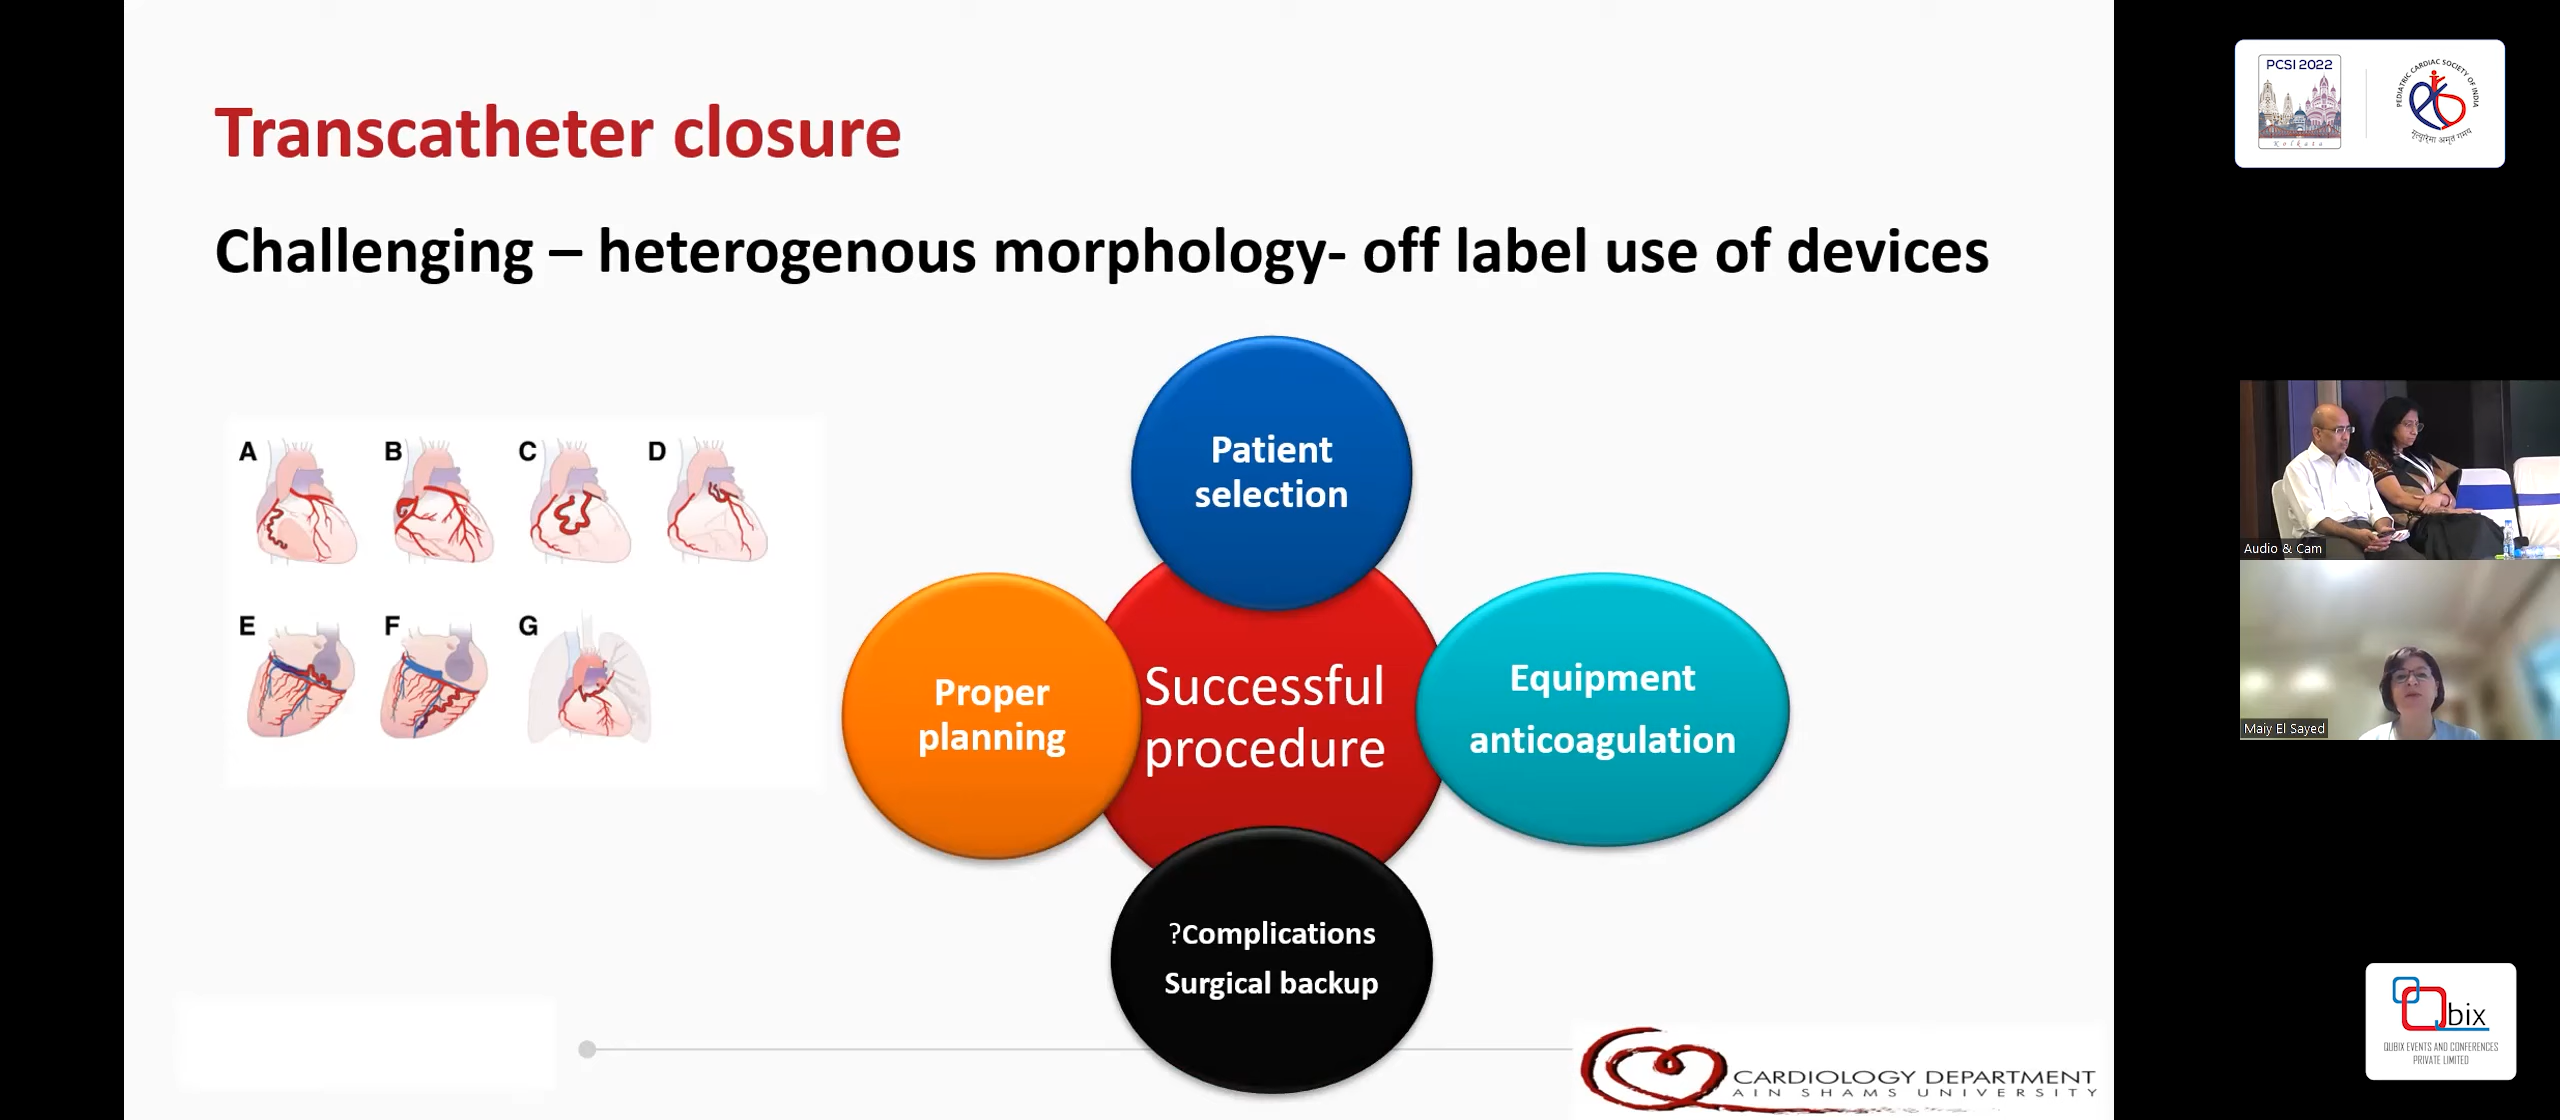 Transcatheter closure
Challenging – heterogenous morphology- off label use of devices
A
B
C
D
E
F
G
Patient
selection
Proper
planning
Successful
procedure
Equipment
anticoagulation
?Complications
Surgical backup
CARDIOLOGY DEPARTMENT
AIN SHAMS UNIVERSITY
PCSI 2022
Kolkata
PEDIATRIC CARDIAC SOCIETY OF INDIA
Audio & Cam
Maiy El Sayed
Qbix
QUBIX EVENTS AND CONFERENCES
PRIVATE LIMITED